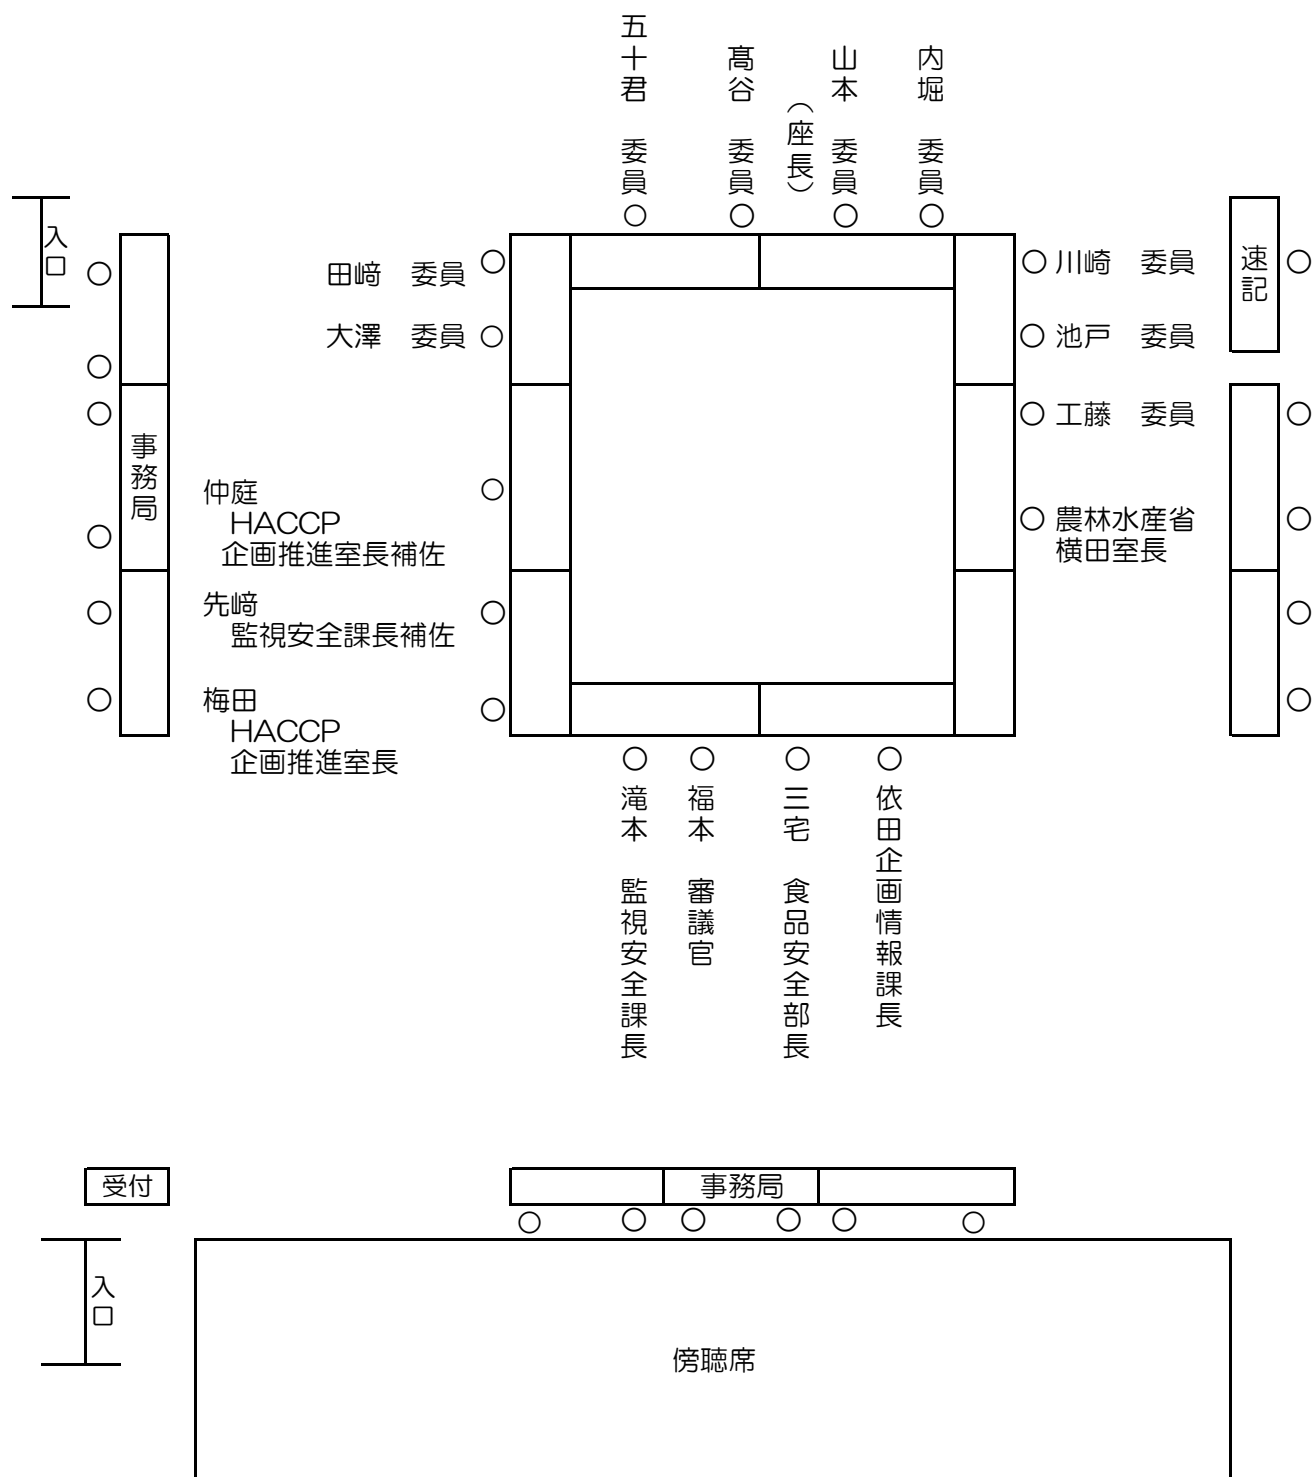 五十君　委員
髙谷　委員
（座長）
山本　委員
内堀　委員
入口
田﨑　委員
大澤　委員
川崎　委員
池戸　委員
工藤　委員
速記
事務局
仲庭
HACCP
企画推進室長補佐
先﨑
監視安全課長補佐
梅田
HACCP
企画推進室長
農林水産省
横田室長
滝本　監視安全課長
福本　審議官
三宅　食品安全部長
依田企画情報課長
受付
事務局
入口
傍聴席